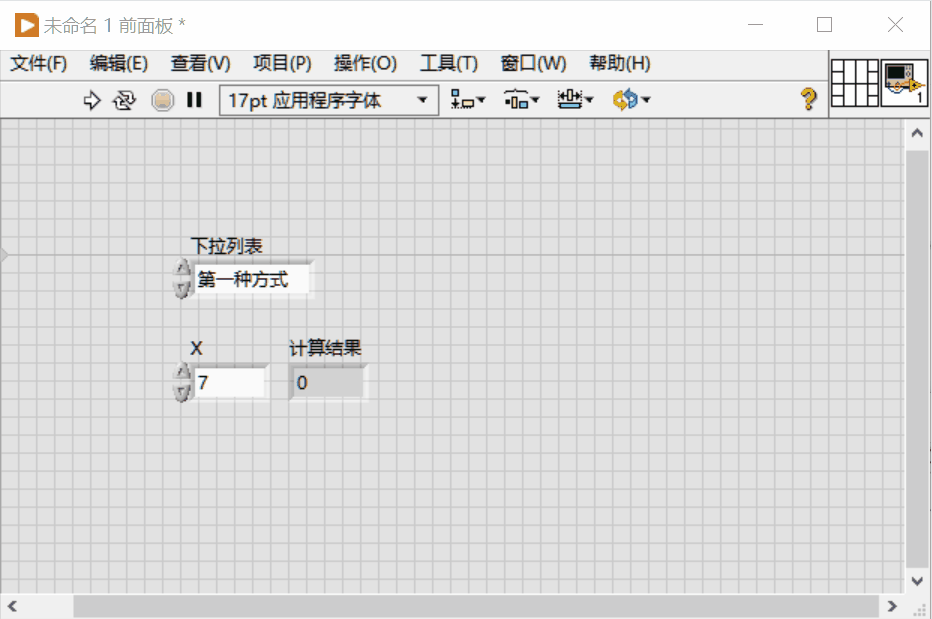 未命名 1 前面板 *
文件(F) 编辑(E) 查看(V) 项目(P) 操作(O) 工具(T) 窗口(W) 帮助(H)
17pt 应用程序字体
1
下拉列表
第一种方式
X 计算结果
7 0